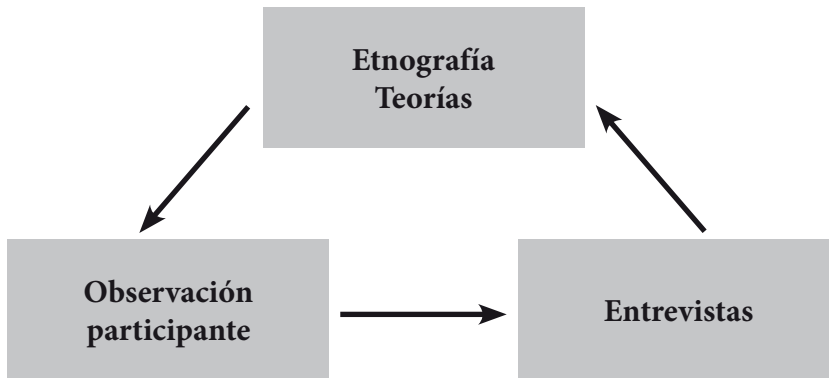 Etnografía
Teorías
Observación
participante
Entrevistas